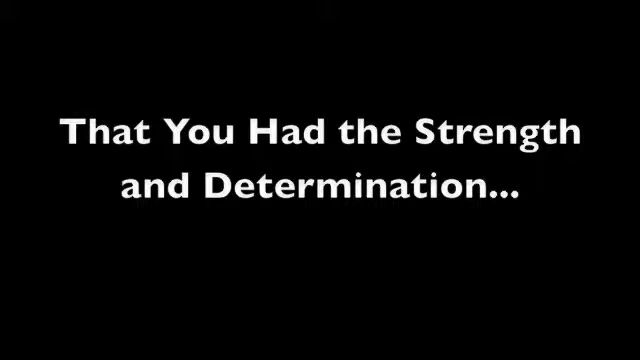 That You Had the Strength
and Determination...